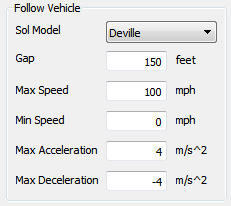 Follow Vehicle
Sol Model Deville
Gap 150 feet
Max Speed 100 mph
Min Speed 0 mph
Max Acceleration 4 m/s^2
Max Deceleration -4 m/s^2